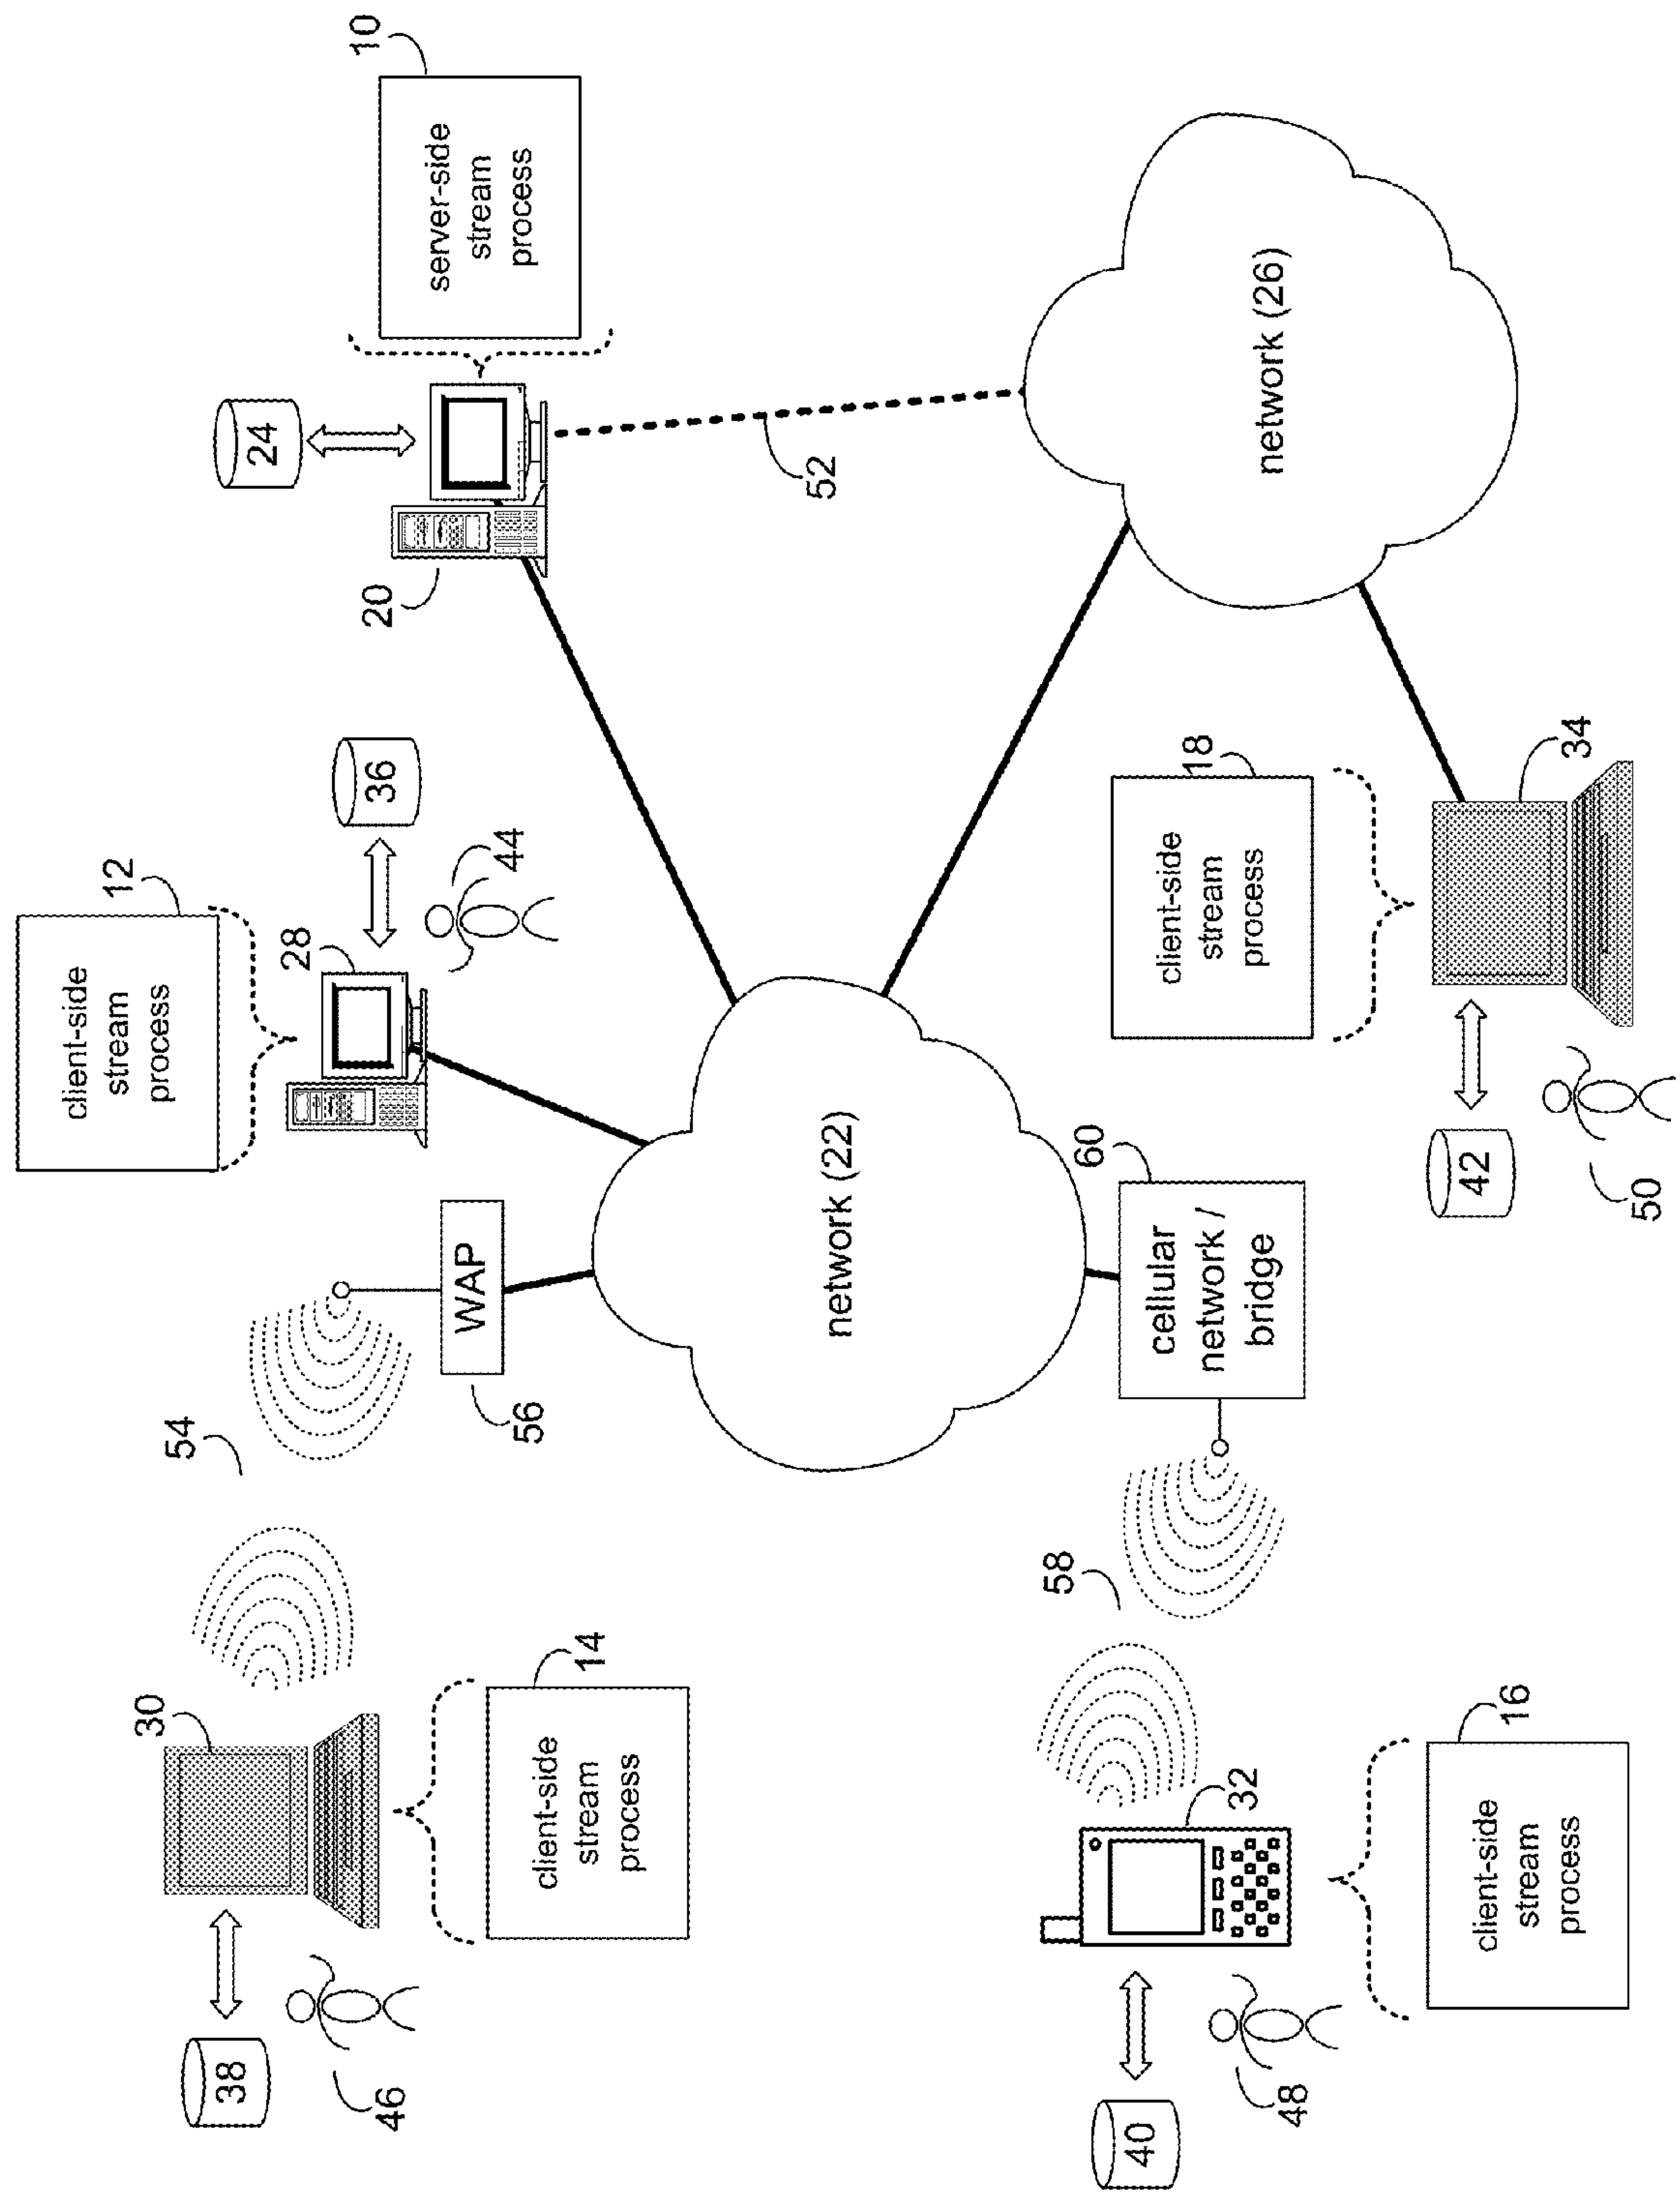 client-side
stream
process
12
30
54
38
24
28
10
20
46
36
server-side
stream
process
WAP
44
56
client-side
stream
process
14
52
network (22)
58
60
40
cellular
network /
bridge
client-side
stream
process
18
32
network (26)
48
42
client-side
stream
process
16
34
50